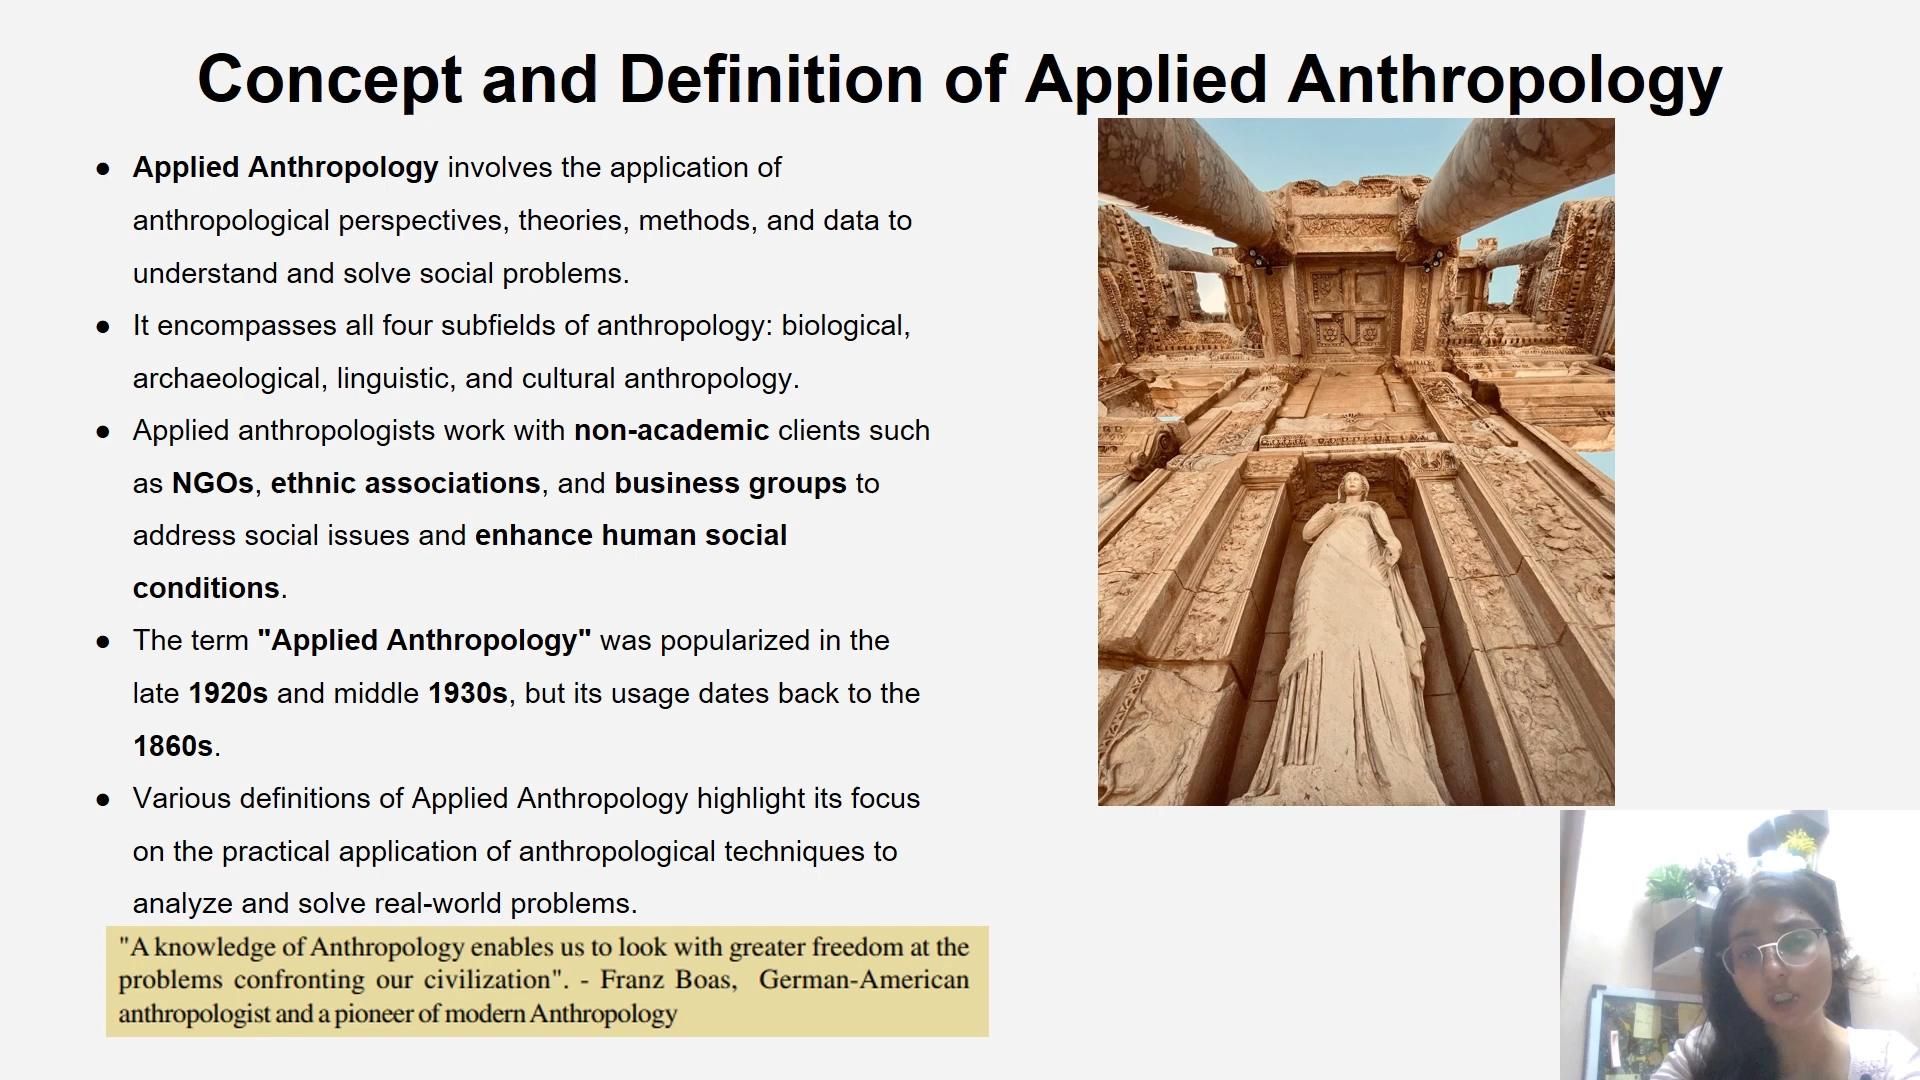 Concept and Definition of Applied Anthropology
● Applied Anthropology involves the application of
anthropological perspectives, theories, methods, and data to
understand and solve social problems.
● It encompasses all four subfields of anthropology: biological,
archaeological, linguistic, and cultural anthropology.
● Applied anthropologists work with non-academic clients such
as NGOs, ethnic associations, and business groups to
address social issues and enhance human social
conditions.
● The term "Applied Anthropology" was popularized in the
late 1920s and middle 1930s, but its usage dates back to the
1860s.
● Various definitions of Applied Anthropology highlight its focus
on the practical application of anthropological techniques to
analyze and solve real-world problems.
"A knowledge of Anthropology enables us to look with greater freedom at the
problems confronting our civilization". - Franz Boas, German-American
anthropologist and a pioneer of modern Anthropology